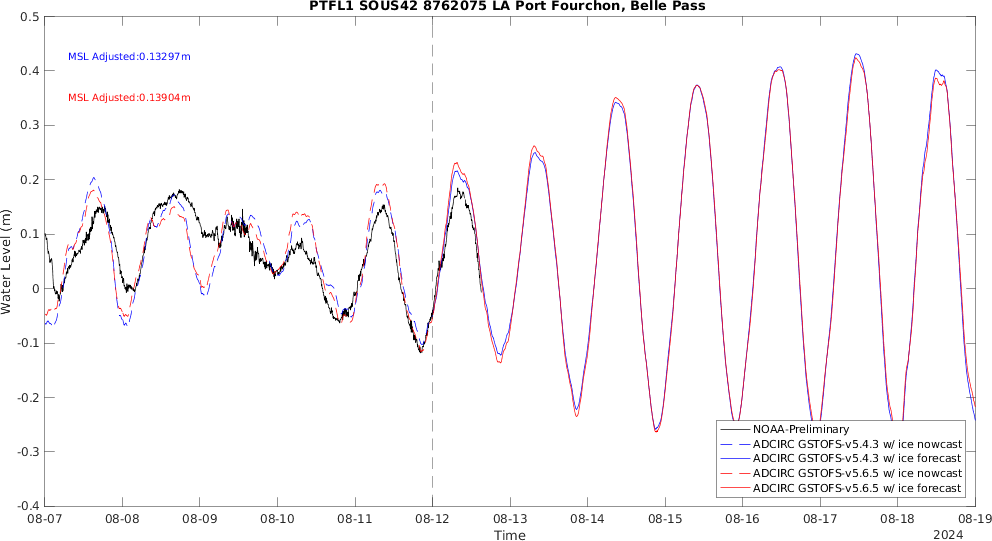 PTFL1 SOUS42 8762075 LA Port Fourchon, Belle Pass
MSL Adjusted:0.13297m
MSL Adjusted:0.13904m
Water Level (m)
0.5
0.4
0.3
0.2
0.1
0
-0.1
-0.2
-0.3
-0.4
NOAA-Preliminary
ADCIRC GSTOFS-v5.4.3 w/ ice nowcast
ADCIRC GSTOFS-v5.4.3 w/ ice forecast
ADCIRC GSTOFS-v5.6.5 w/ ice nowcast
ADCIRC GSTOFS-v5.6.5 w/ ice forecast
08-07 08-08 08-09 08-10 08-11 08-12 08-13 08-14 08-15 08-16 08-17 08-18 08-19
Time
2024